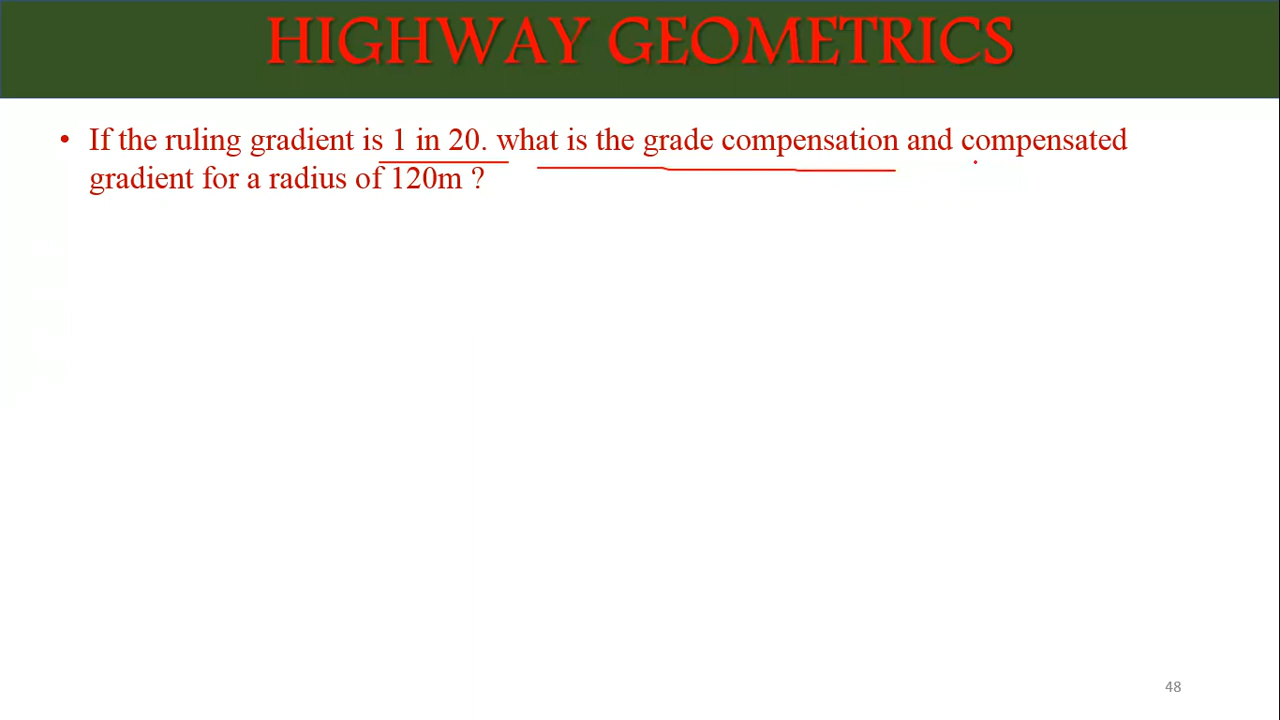 HIGHWAY GEOMETRICS
• If the ruling gradient is 1 in 20. what is the grade compensation and compensated
gradient for a radius of 120m ?
48